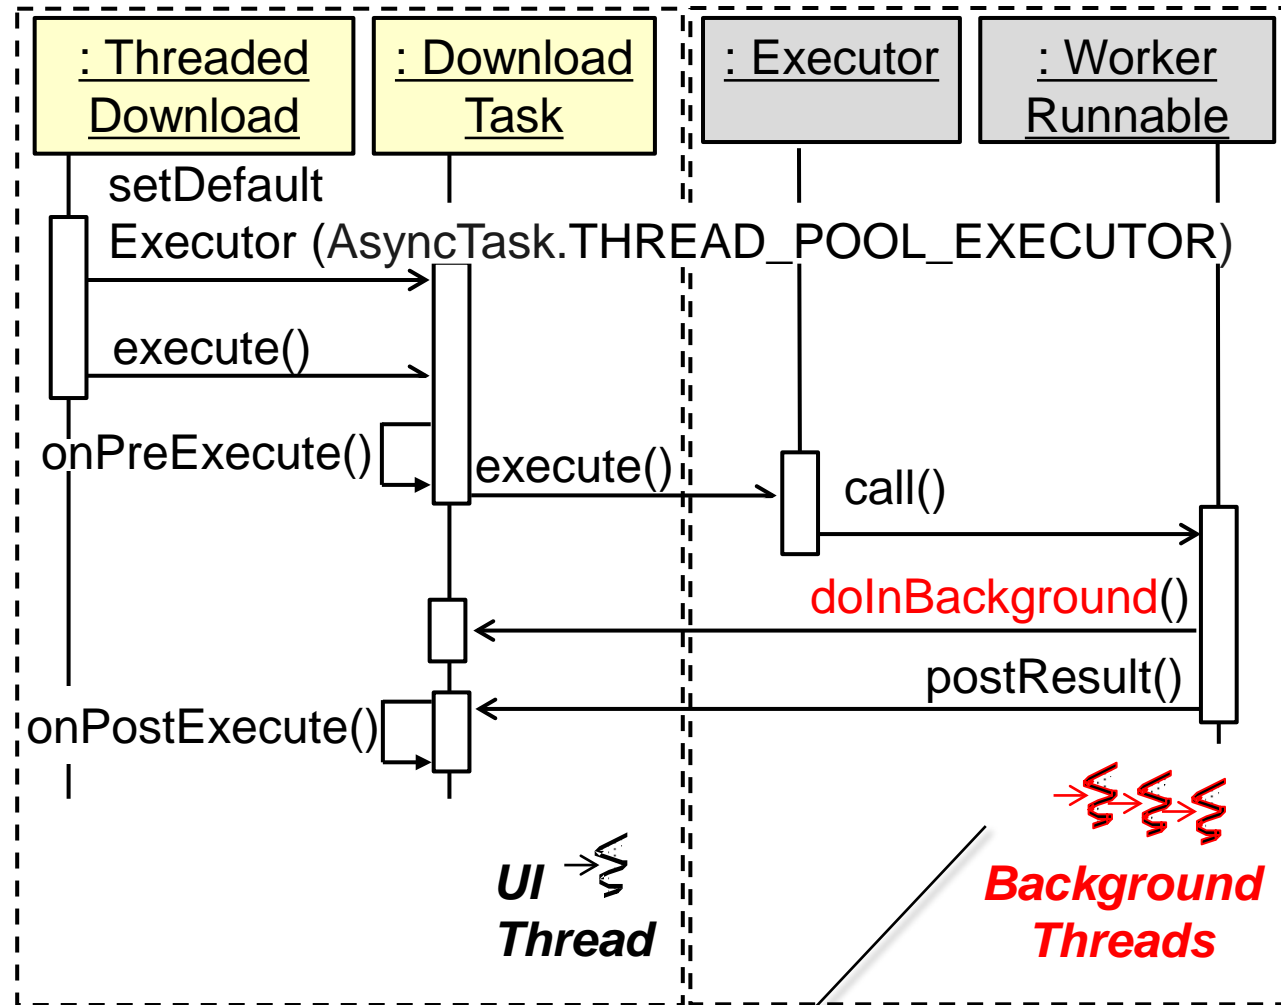 : Threaded
Download
: Download
Task
: Executor
: Worker
Runnable
setDefault
Executor (AsyncTask.THREAD_POOL_EXECUTOR)
execute()
onPreExecute()
execute()
call()
doInBackground()
postResult()
onPostExecute()
UI
Thread
Background
Threads